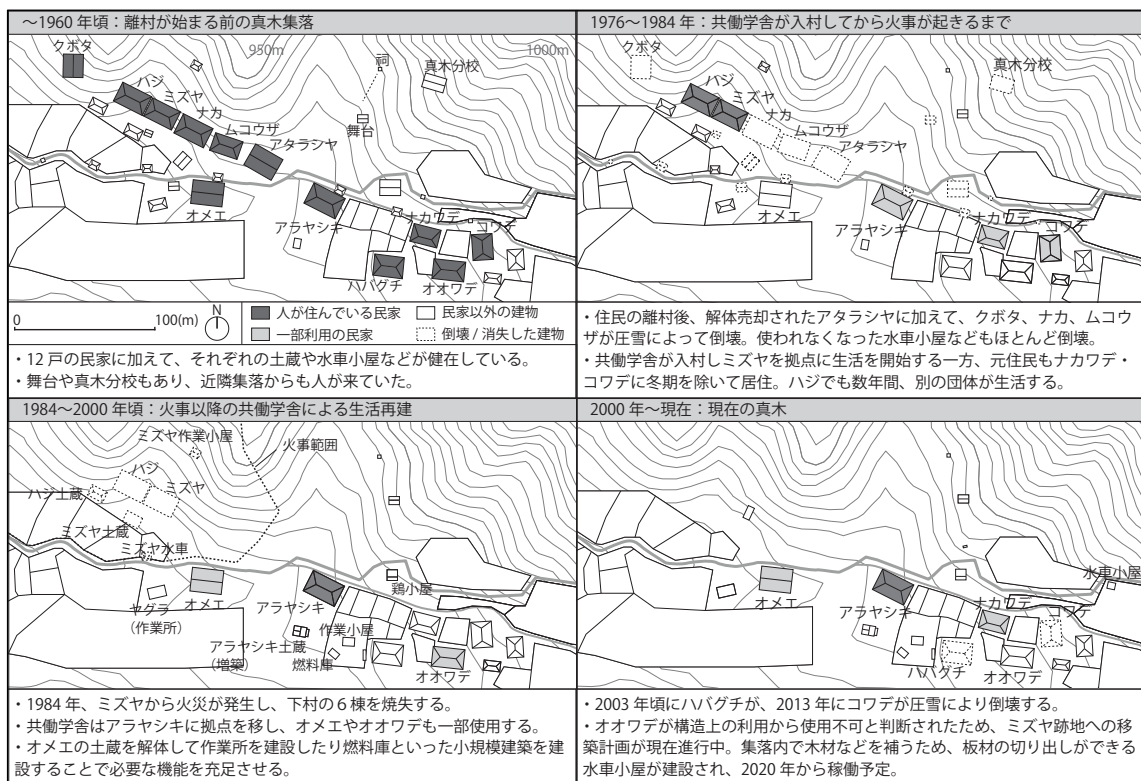 ～1960 年頃：離村が始まる前の真木集落
クボタ
950m
1000m
祠
真木分校
ハジ
ミズヤ
ナカ
ムコウザ
舞台
アタラシヤ
オメエ
アラヤシキ
ナカワデ
コワデ
ハバグチ
オオワデ
0
100(m)
N
人が住んでいる民家
民家以外の建物
一部利用の民家
倒壊 / 消失した建物
・12 戸の民家に加えて、それぞれの土蔵や水車小屋などが健在している。
・舞台や真木分校もあり、近隣集落からも人が来ていた。
1976～1984 年：共働学舎が入村してから火事が起きるまで
クボタ
真木分校
ハジ
ミズヤ
ナカ
ムコウザ
アタラシヤ
オメエ
アラヤシキ
ナカワデ
コワデ
・住民の離村後、解体売却されたアタラシヤに加えて、クボタ、ナカ、ムコウ
ザが圧雪によって倒壊。使われなくなった水車小屋などもほとんど倒壊。
・共働学舎が入村しミズヤを拠点に生活を開始する一方、元住民もナカワデ・
コワデに冬期を除いて居住。ハジでも数年間、別の団体が生活する。
1984～2000 年頃：火事以降の共働学舎による生活再建
ミズヤ作業小屋
火事範囲
ハジ
ハジ土蔵
ミズヤ
ミズヤ土蔵
ミズヤ水車
ヤグラ
（作業所）
オメエ
アラヤシキ
鶏小屋
アラヤシキ土蔵
（増築）
作業小屋
燃料庫
オオワデ
・1984 年、ミズヤから火災が発生し、下村の 6 棟を焼失する。
・共働学舎はアラヤシキに拠点を移し、オメエやオオワデも一部使用する。
・オメエの土蔵を解体して作業所を建設したり燃料庫といった小規模建築を建
設することで必要な機能を充足させる。
2000 年～現在：現在の真木
水車小屋
オメエ
アラヤシキ
ナカワデ
コワデ
ハバグチ
オオワデ
・2003 年頃にハバグチが、2013 年にコワデが圧雪により倒壊する。
・オオワデが構造上の利用から使用不可と判断されたため、ミズヤ跡地への移
築計画が現在進行中。集落内で木材などを補うため、板材の切り出しができる
水車小屋が建設され、2020 年から稼働予定。